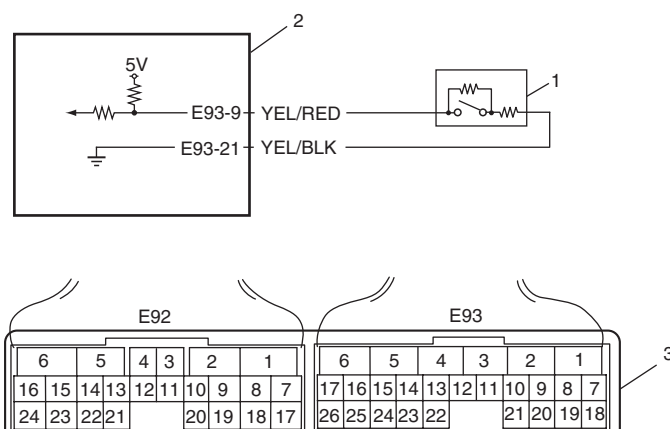 2
5V
1
E93-9 YEL/RED
E93-21 YEL/BLK
E92 E93
3
6 5 4 3 2 1 6 5 4 3 2 1
16 15 14 13 12 11 10 9 8 7 17 16 15 14 13 12 11 10 9 8 7
24 23 22 21 20 19 18 17 26 25 24 23 22 21 20 19 18